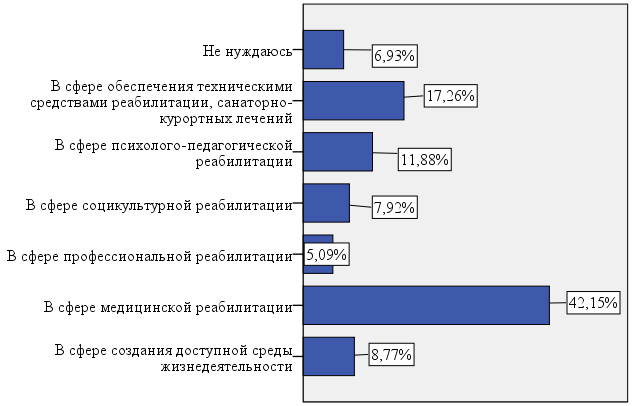 Не нуждаюсь
6,93%
В сфере обеспечения техническими
средствами реабилитации, санаторно-
курортных лечений
17,26%
В сфере психолого-педагогической
реабилитации
11,88%
В сфере социкультурной реабилитации
7,92%
В сфере профессиональной реабилитации
5,09%
В сфере медицинской реабилитации
42,15%
В сфере создания доступной среды
жизнедеятельности
8,77%